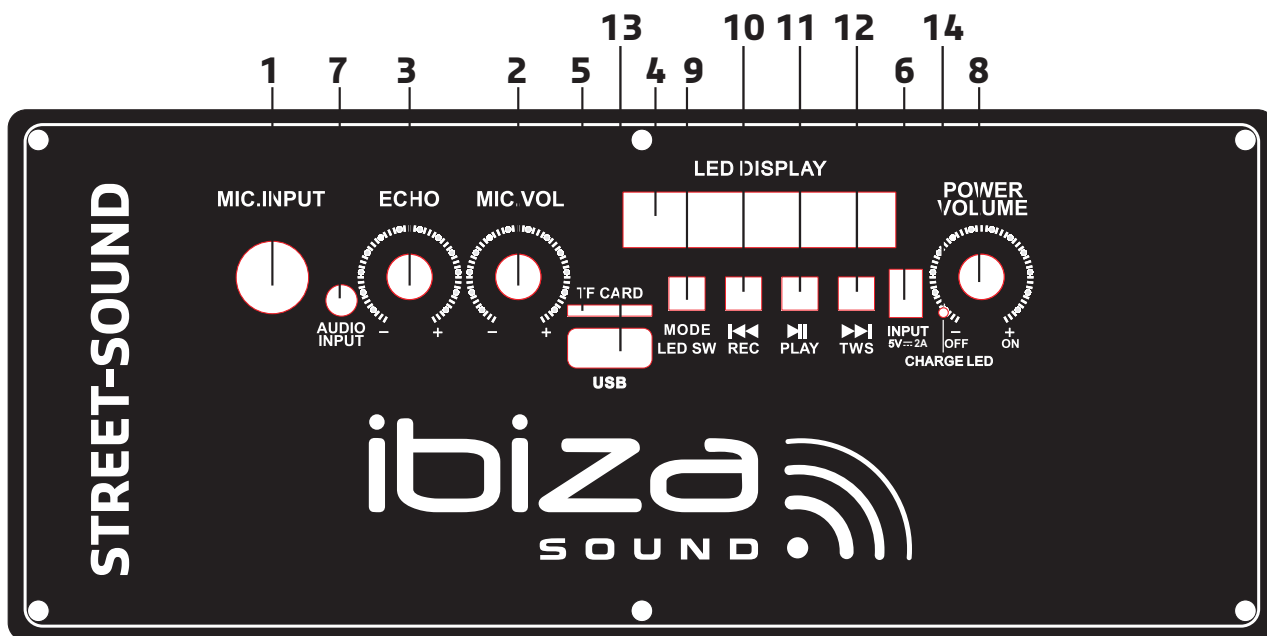 13 10 11 12 14
1 7 3 2 5 4 9 6 8
LED DISPLAY
MIC.INPUT ECHO MIC.VOL
POWER
VOLUME
TF CARD
AUDIO
INPUT
- +
- +
MODE
LED SW
REC
PLAY
TWS
INPUT
5V⎓2A
- +
OFF ON
CHARGE LED
USB
STREET-SOUND
ibiza
SOUND